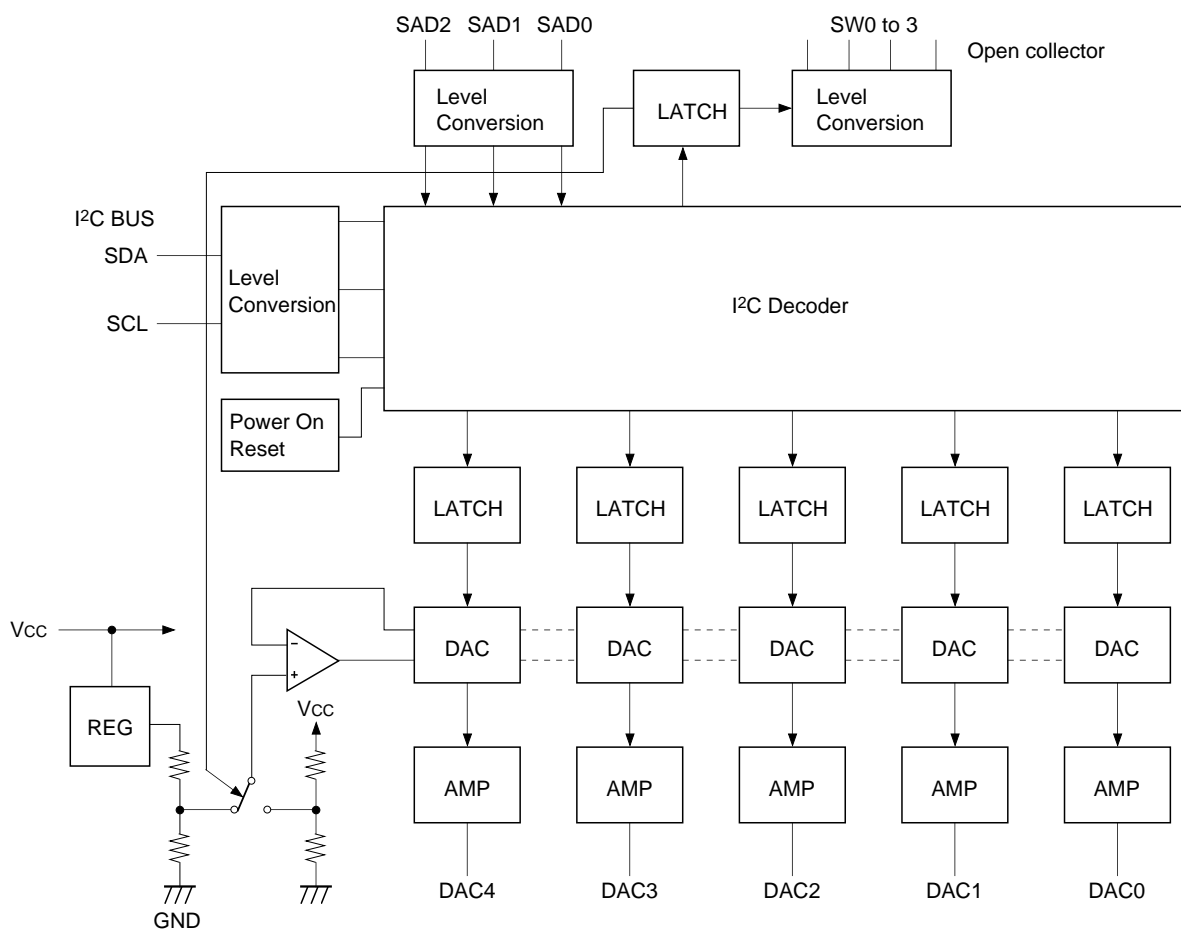 SAD2 SAD1 SAD0
SW0 to 3
Open collector
Level
Conversion
LATCH
Level
Conversion
I²C BUS
SDA
SCL
Level
Conversion
I²C Decoder
Power On
Reset
LATCH LATCH LATCH LATCH LATCH
VCC
−
+
DAC DAC DAC DAC DAC
REG
VCC
AMP AMP AMP AMP AMP
GND
DAC4 DAC3 DAC2 DAC1 DAC0